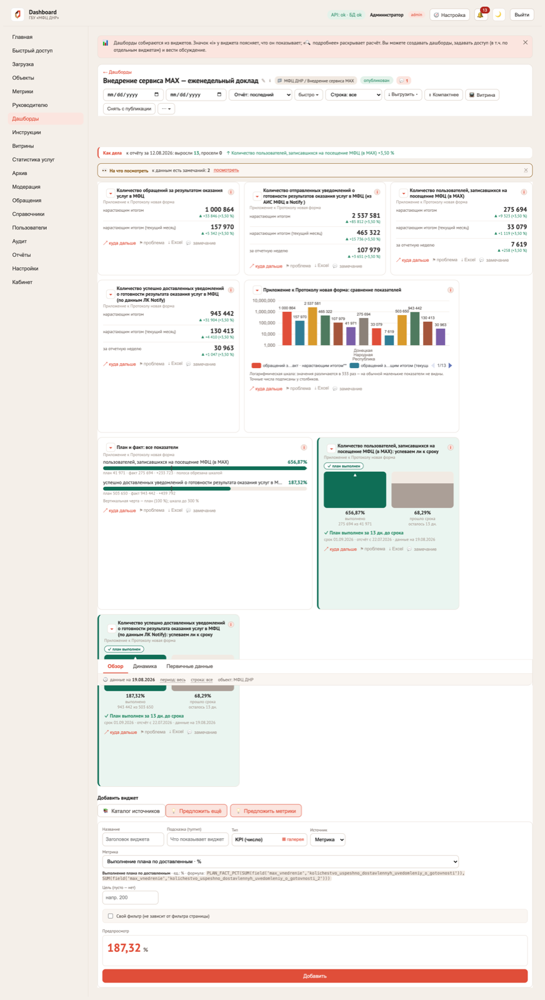 Dashboard
ГБУ «МФЦ ДНР»
API: ok · БД ok
Администратор
admin
Настройка
13
Выйти
Главная
Быстрый доступ
Загрузка
Объекты
Метрики
Руководителю
Дашборды
Инструкции
Витрины
Статистика услуг
Архив
Модерация
Обращения
Справочники
Пользователи
Аудит
Отчёты
Настройки
Кабинет
Дашборды собираются из виджетов. Значок «i» у виджета поясняет, что он показывает; «🔍 подробнее» раскрывает расчёт. Вы можете создавать дашборды, задавать доступ (в т.ч. по
отдельным виджетам) и вести обсуждение.
← Дашборды
Внедрение сервиса MAX — еженедельный доклад
МФЦ ДНР / Внедрение сервиса MAX
опубликован
1
mm/dd/yyyy
mm/dd/yyyy
Отчёт: последний
быстро
Строка: все
↓ Выгрузить
Компактнее
Витрина
Снять с публикации
⋯
Как дела к отчёту за 12.08.2026: выросли 13, просели 0 ↑ Количество пользователей, записавшихся на посещение МФЦ (в MAX) +3,50 %
На что посмотреть к данным есть замечаний: 2 посмотреть
Количество обращений за результатом оказания
услуг в МФЦ
i
Приложение к Протоколу новая форма
нарастающим итогом 1 000 864
▲ +33 846 (+3,50 %)
нарастающим итогом (текущий месяц) 157 970
▲ +5 342 (+3,50 %)
куда дальше проблема ↓ Excel замечание
Количество отправленных уведомлений о
готовности результатов оказания услуг в МФЦ (из
АИС МФЦ в Notify )
i
Приложение к Протоколу новая форма
нарастающим итогом 2 537 581
▲ +85 812 (+3,50 %)
нарастающим итогом (текущий месяц) 465 322
▲ +15 736 (+3,50 %)
за отчетную неделю 107 979
▲ +3 651 (+3,50 %)
куда дальше проблема ↓ Excel замечание
Количество пользователей, записавшихся на
посещение МФЦ (в MAX)
i
Приложение к Протоколу новая форма
нарастающим итогом 275 694
▲ +9 323 (+3,50 %)
нарастающим итогом (текущий месяц) 33 079
▲ +1 119 (+3,50 %)
за отчетную неделю 7 619
▲ +258 (+3,50 %)
куда дальше проблема ↓ Excel замечание
Количество успешно доставленных уведомлений
о готовности результата оказания услуг в МФЦ
(по данным ЛК Notify)
i
Приложение к Протоколу новая форма
нарастающим итогом 943 442
▲ +31 904 (+3,50 %)
нарастающим итогом (текущий месяц) 130 413
▲ +4 410 (+3,50 %)
за отчетную неделю 30 963
▲ +1 047 (+3,50 %)
куда дальше проблема ↓ Excel замечание
Приложение к Протоколу новая форма: сравнение показателей
i
10,000,000
1,000,000
100,000
10,000
1,000
1 000 864
157 970
2 537 581
465 322
107 979
41 971
275 694
33 079
7 619
503 650
943 442
130 413
30 963
Донецкая
Народная
Республика
обращений з...акт · нарастающим итогом**
обращений з...щим итогом (текущ
1/13
Логарифмическая шкала: значения различаются в 333 раз — на обычной маленькие показатели не видны.
Точные числа подписаны у столбиков.
куда дальше проблема ↓ Excel замечание
План и факт: все показатели
i
Приложение к Протоколу новая форма
пользователей, записавшихся на посещение МФЦ (в MAX) 656,87%
план 41 971 · факт 275 694 · +233 723 · полоса обрезана шкалой
успешно доставленных уведомлений о готовности результата оказания услуг в М... 187,32%
план 503 650 · факт 943 442 · +439 792
Вертикальная черта — план (100 %); шкала до 300 %
куда дальше проблема ↓ Excel замечание
Количество пользователей, записавшихся на
посещение МФЦ (в MAX): успеваем ли к сроку
i
Приложение к Протоколу новая форма
✓ план выполнен
656,87%
выполнено
275 694 из 41 971
68,29%
прошло срока
осталось 13 дн.
✓ План выполнен за 13 дн. до срока
срок 01.09.2026 · отсчёт с 22.07.2026 · данные на 19.08.2026
куда дальше проблема ↓ Excel замечание
Количество успешно доставленных уведомлений
о готовности результата оказания услуг в МФЦ
(по данным ЛК Notify): успеваем ли к сроку
i
Приложение к Протоколу новая форма
✓ план выполнен
Обзор Динамика Первичные данные
данные на 19.08.2026 период: весь строка: все объект: МФЦ ДНР
187,32%
выполнено
943 442 из 503 650
68,29%
прошло срока
осталось 13 дн.
✓ План выполнен за 13 дн. до срока
срок 01.09.2026 · отсчёт с 22.07.2026 · данные на 19.08.2026
куда дальше проблема ↓ Excel замечание
Добавить виджет
Каталог источников
Предложить ещё
Предложить метрики
Название
Подсказка (тултип)
Тип
Источник
Заголовок виджета
Что показывает виджет
KPI (число)
галерея
Метрика
Метрика
Выполнение плана по доставленным · %
Выполнение плана по доставленным · ед.: % · формула: PLAN_FACT_PCT(SUM(field('max_vnedrenie','kolichestvo_uspeshno_dostavlennyh_uvedomleniy_o_gotovnosti')),
SUM(field('max_vnedrenie','kolichestvo_uspeshno_dostavlennyh_uvedomleniy_o_gotovnosti_2')))
Цель (пусто — нет)
напр. 200
Свой фильтр (не зависит от фильтра страницы)
Предпросмотр
187,32 %
Добавить